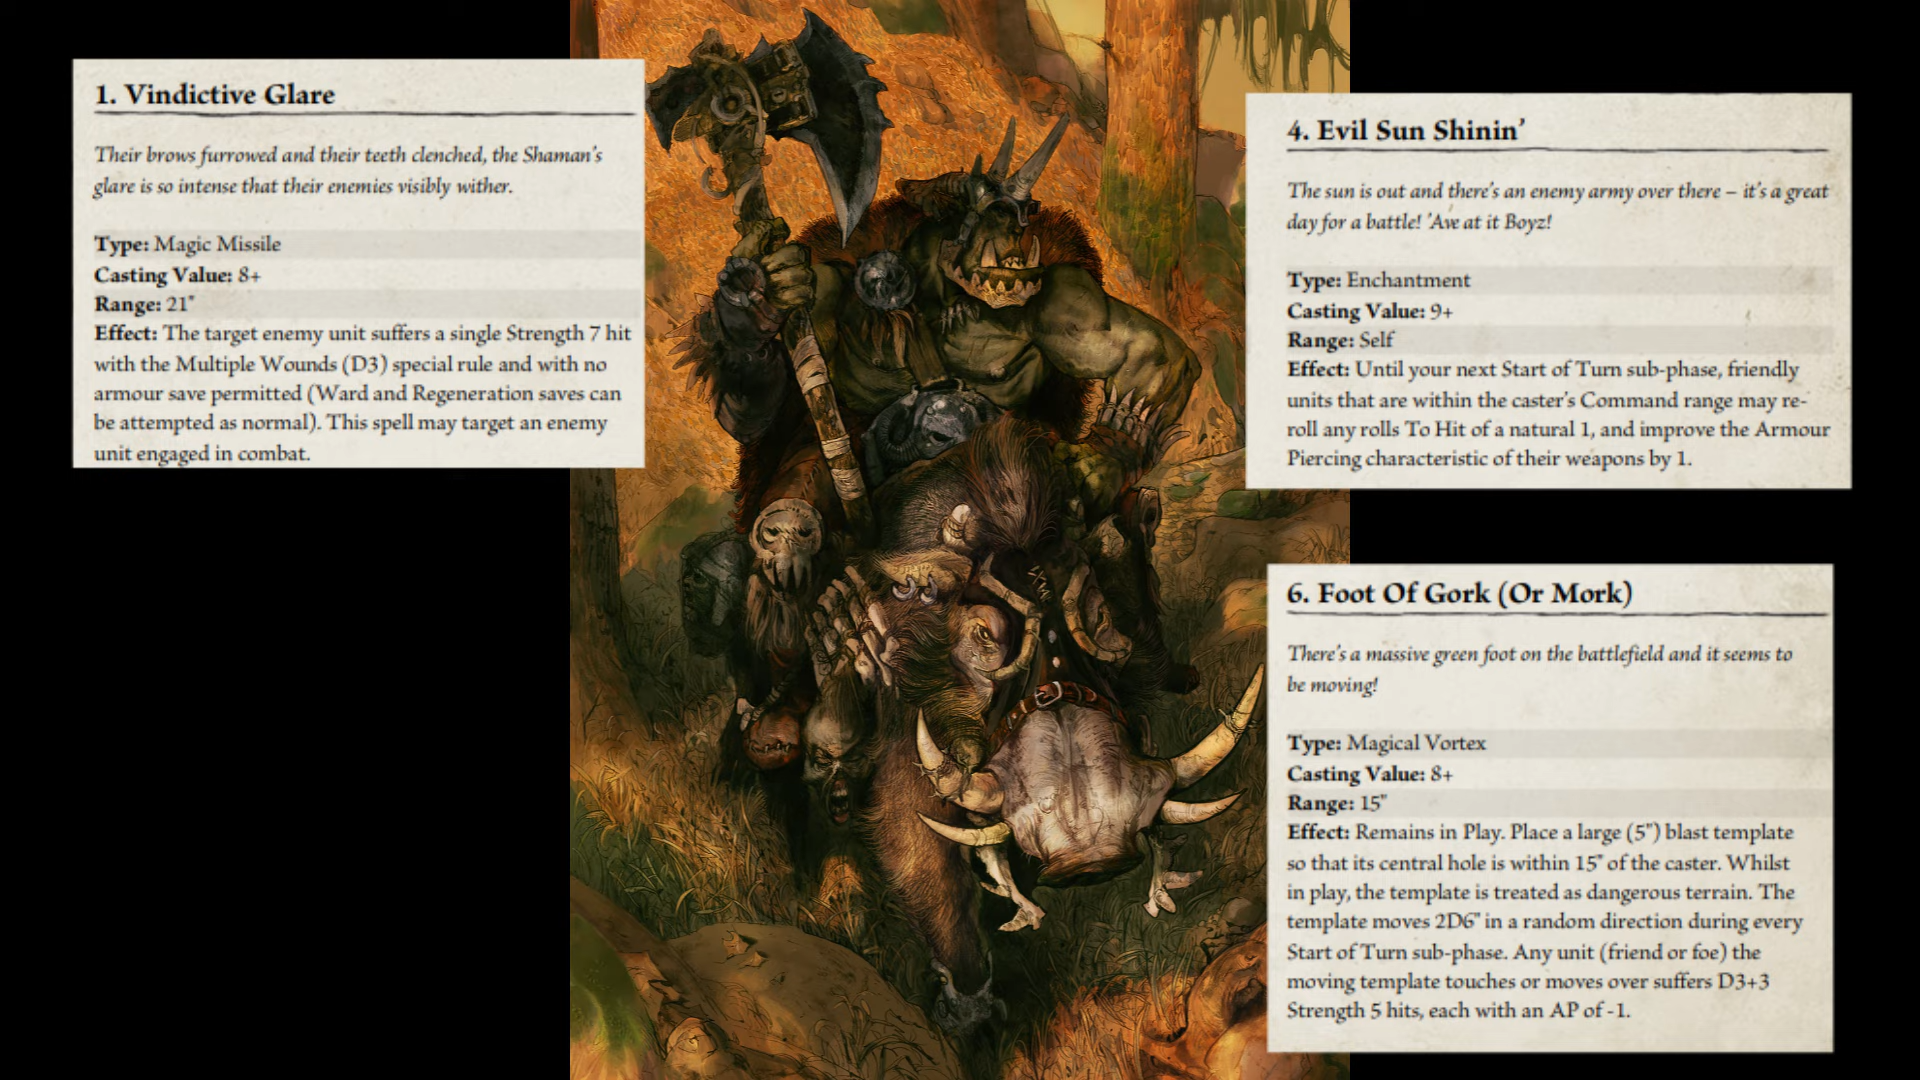 1. Vindictive Glare
Their brows furrowed and their teeth clenched, the Shaman's
glare is so intense that their enemies visibly wither.
Type: Magic Missile
Casting Value: 8+
Range: 21"
Effect: The target enemy unit suffers a single Strength 7 hit
with the Multiple Wounds (D3) special rule and with no
armour save permitted (Ward and Regeneration saves can
be attempted as normal). This spell may target an enemy
unit engaged in combat.
4. Evil Sun Shinin'
The sun is out and there's an enemy army over there – it's a great
day for a battle! 'Ave at it Boyz!
Type: Enchantment
Casting Value: 9+
Range: Self
Effect: Until your next Start of Turn sub-phase, friendly
units that are within the caster's Command range may re-
roll any rolls To Hit of a natural 1, and improve the Armour
Piercing characteristic of their weapons by 1.
6. Foot Of Gork (Or Mork)
There's a massive green foot on the battlefield and it seems to
be moving!
Type: Magical Vortex
Casting Value: 8+
Range: 15"
Effect: Remains in Play. Place a large (5") blast template
so that its central hole is within 15" of the caster. Whilst
in play, the template is treated as dangerous terrain. The
template moves 2D6" in a random direction during every
Start of Turn sub-phase. Any unit (friend or foe) the
moving template touches or moves over suffers D3+3
Strength 5 hits, each with an AP of -1.